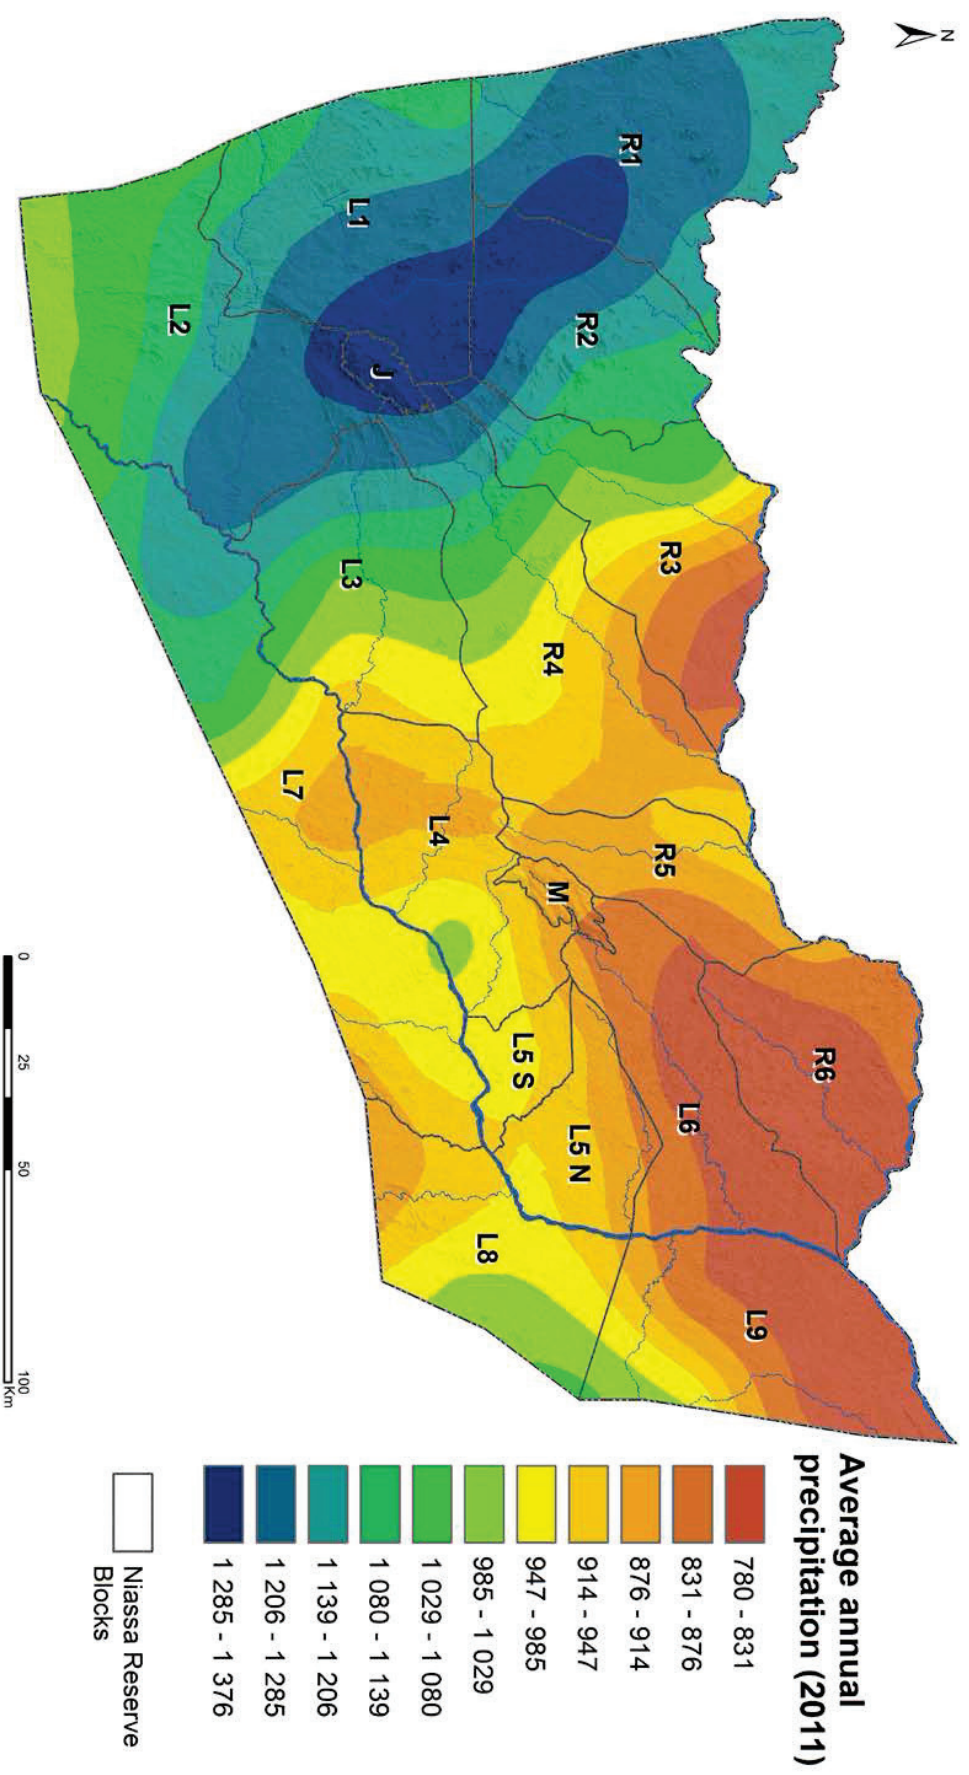 N
R1
R2
L1
L2
J
R3
R4
L3
L7
L4
R5
M
R6
L6
L5 S
L5 N
L8
L9
0 25 50 100
Km
Average annual
precipitation (2011)
780 - 831
831 - 876
876 - 914
914 - 947
947 - 985
985 - 1 029
1 029 - 1 080
1 080 - 1 139
1 139 - 1 206
1 206 - 1 285
1 285 - 1 376
Niassa Reserve
Blocks